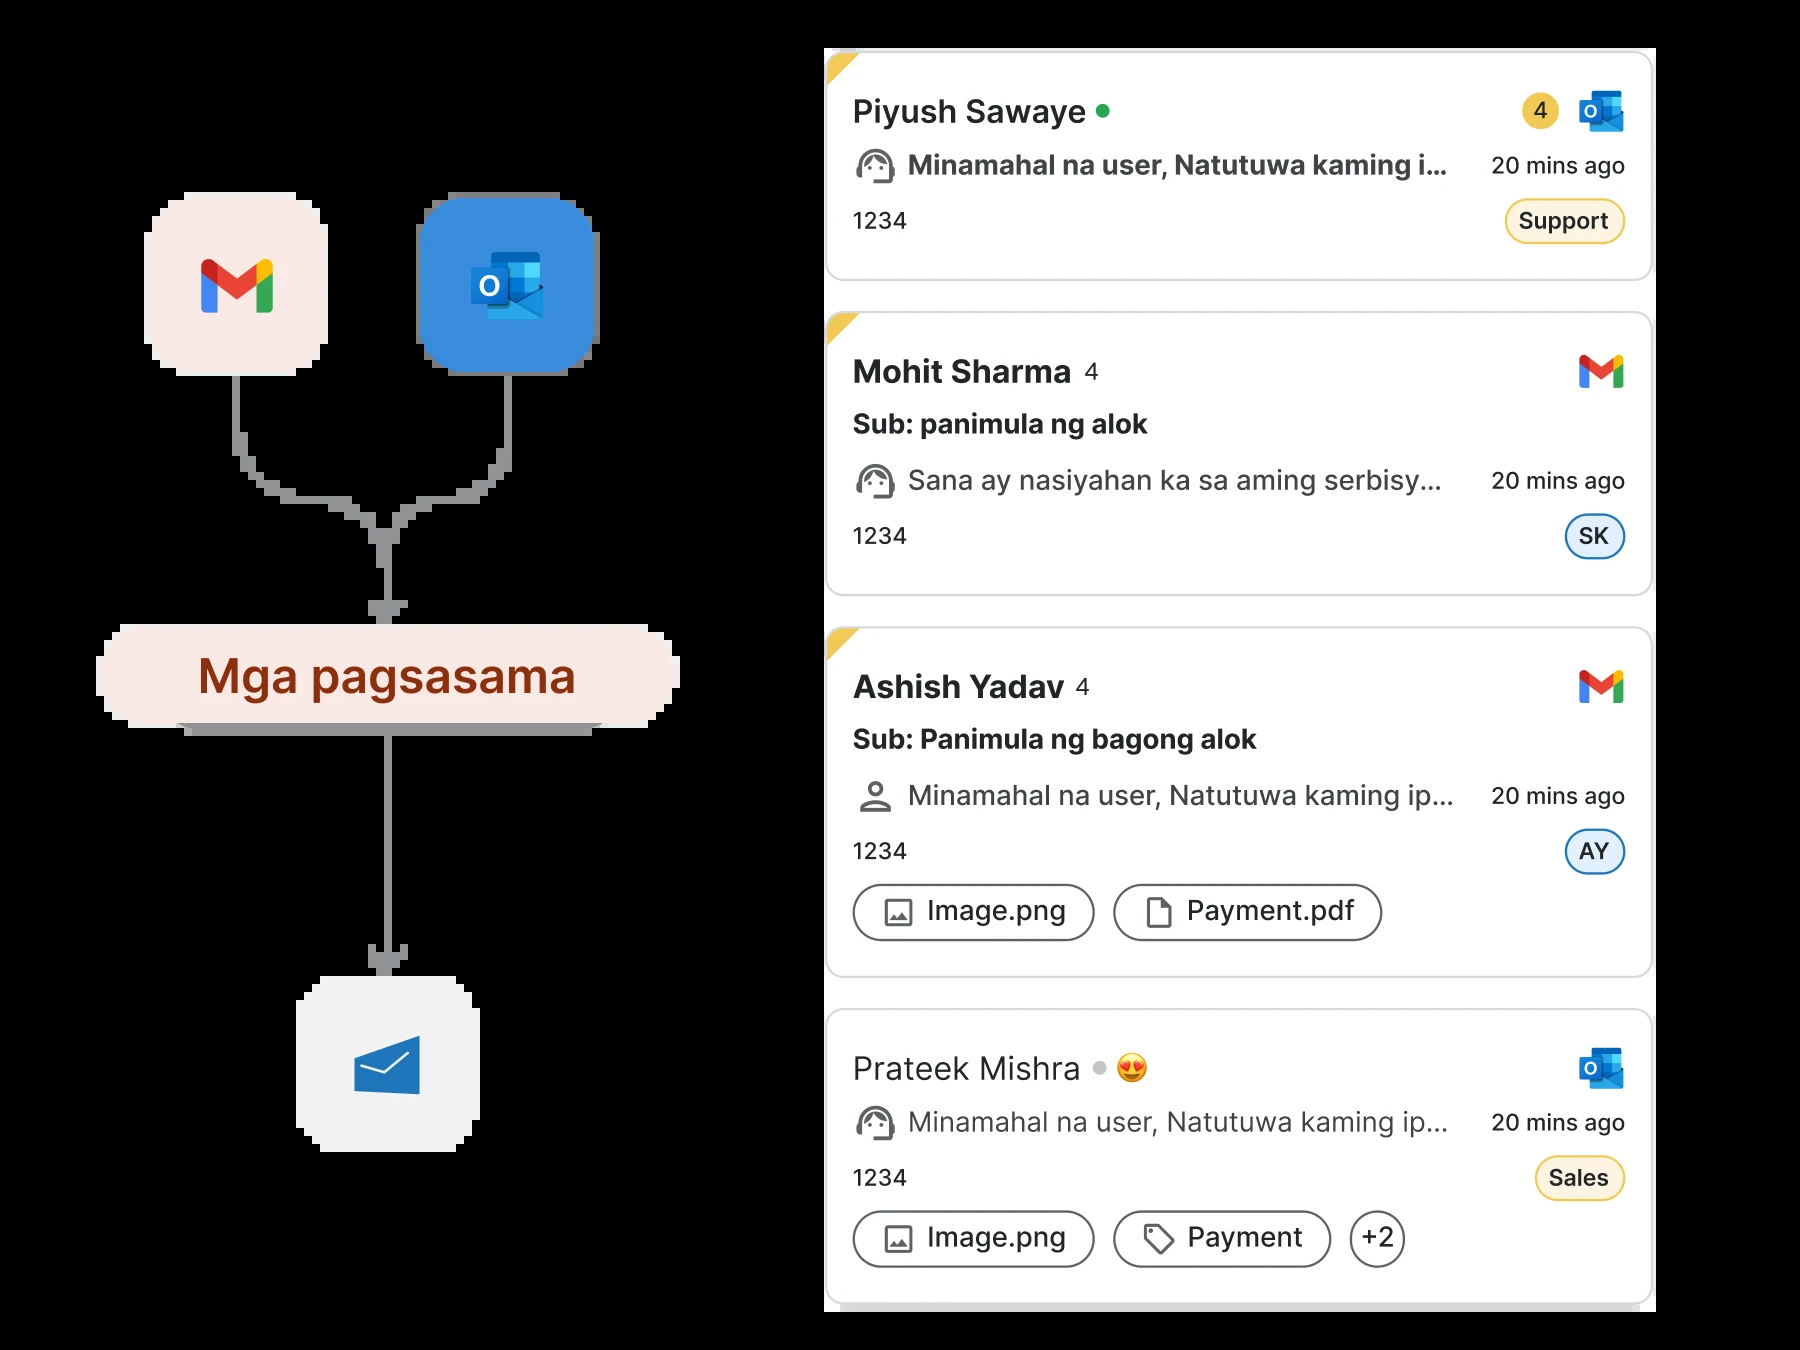 Mga pagsasama
Piyush Sawaye 4
Minamahal na user, Natutuwa kaming i... 20 mins ago
1234 Support
Mohit Sharma 4
Sub: panimula ng alok
Sana ay nasiyahan ka sa aming serbisy... 20 mins ago
1234 SK
Ashish Yadav 4
Sub: Panimula ng bagong alok
Minamahal na user, Natutuwa kaming ip... 20 mins ago
1234 AY
Image.png Payment.pdf
Prateek Mishra
Minamahal na user, Natutuwa kaming ip... 20 mins ago
1234 Sales
Image.png Payment +2